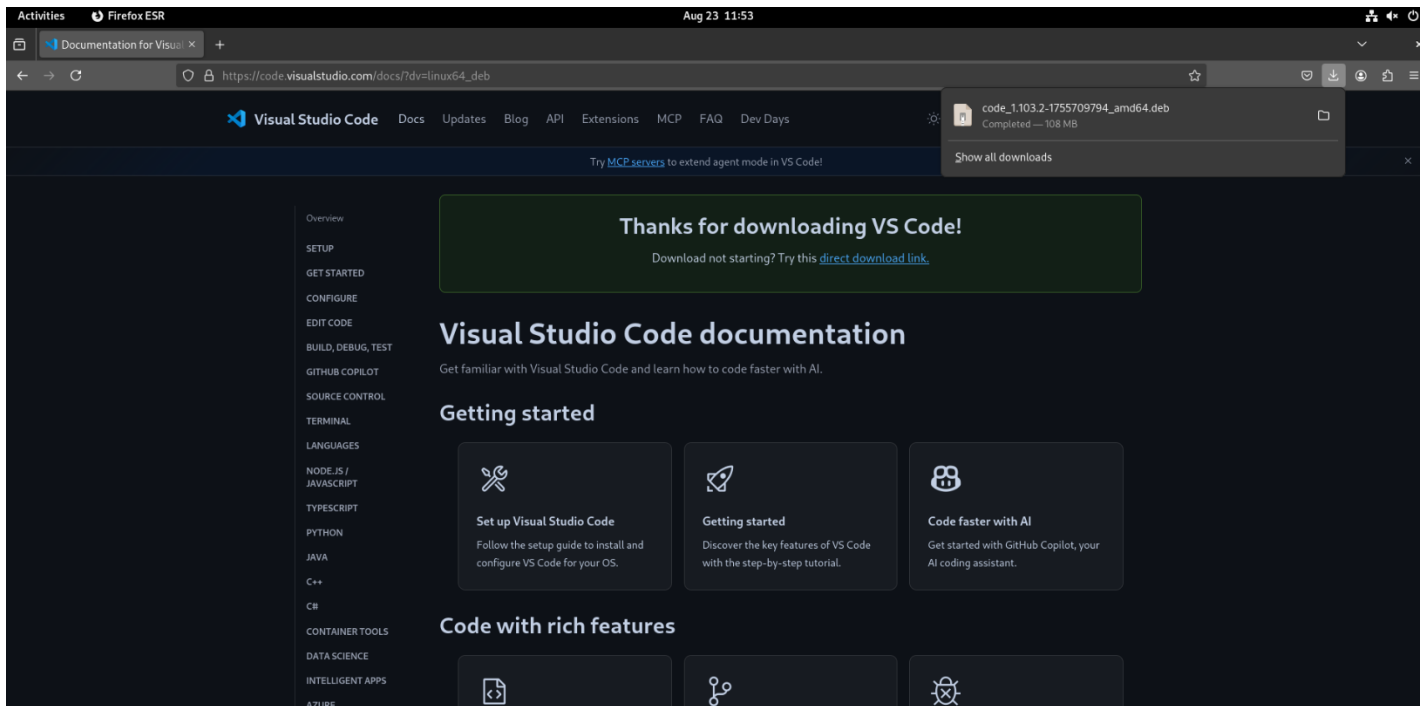 Activities Firefox ESR Aug 23 11:53
Documentation for Visual
https://code.visualstudio.com/docs/?dv=linux64_deb
code_1.103.2-1755709794_amd64.deb
Completed — 108 MB
Show all downloads
Visual Studio Code Docs Updates Blog API Extensions MCP FAQ Dev Days
Try MCP servers to extend agent mode in VS Code!
Overview
SETUP
GET STARTED
CONFIGURE
EDIT CODE
BUILD, DEBUG, TEST
GITHUB COPILOT
SOURCE CONTROL
TERMINAL
LANGUAGES
NODE.JS /
JAVASCRIPT
TYPESCRIPT
PYTHON
JAVA
C++
C#
CONTAINER TOOLS
DATA SCIENCE
INTELLIGENT APPS
AZURE
Thanks for downloading VS Code!
Download not starting? Try this direct download link.
Visual Studio Code documentation
Get familiar with Visual Studio Code and learn how to code faster with AI.
Getting started
Set up Visual Studio Code
Follow the setup guide to install and
configure VS Code for your OS.
Getting started
Discover the key features of VS Code
with the step-by-step tutorial.
Code faster with AI
Get started with GitHub Copilot, your
AI coding assistant.
Code with rich features